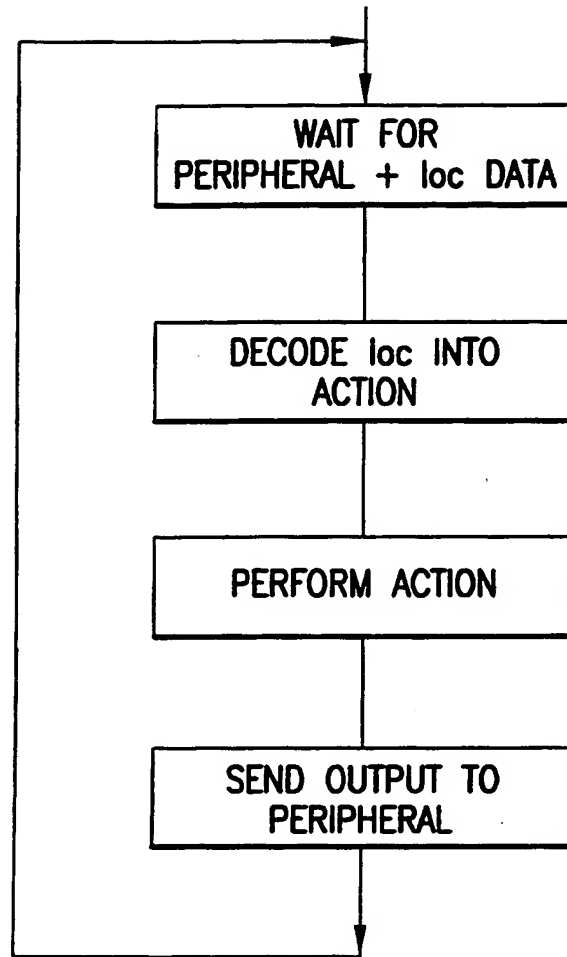 WAIT FOR
PERIPHERAL + loc DATA
DECODE loc INTO
ACTION
PERFORM ACTION
SEND OUTPUT TO
PERIPHERAL